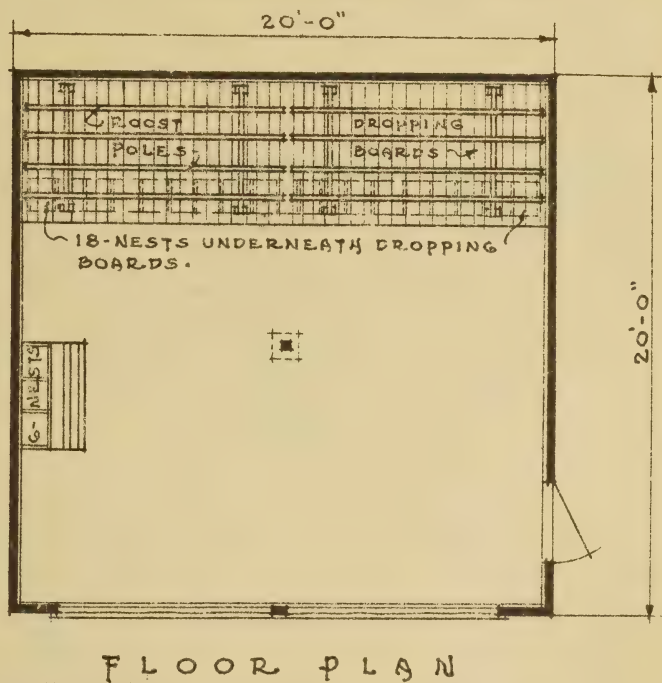 20'-0"
ROOST
POLES-
DROPPING
BOARDS
18-NESTS UNDERNEATH DROPPING
BOARDS.
6- NESTS
20'-0"
FLOOR PLAN